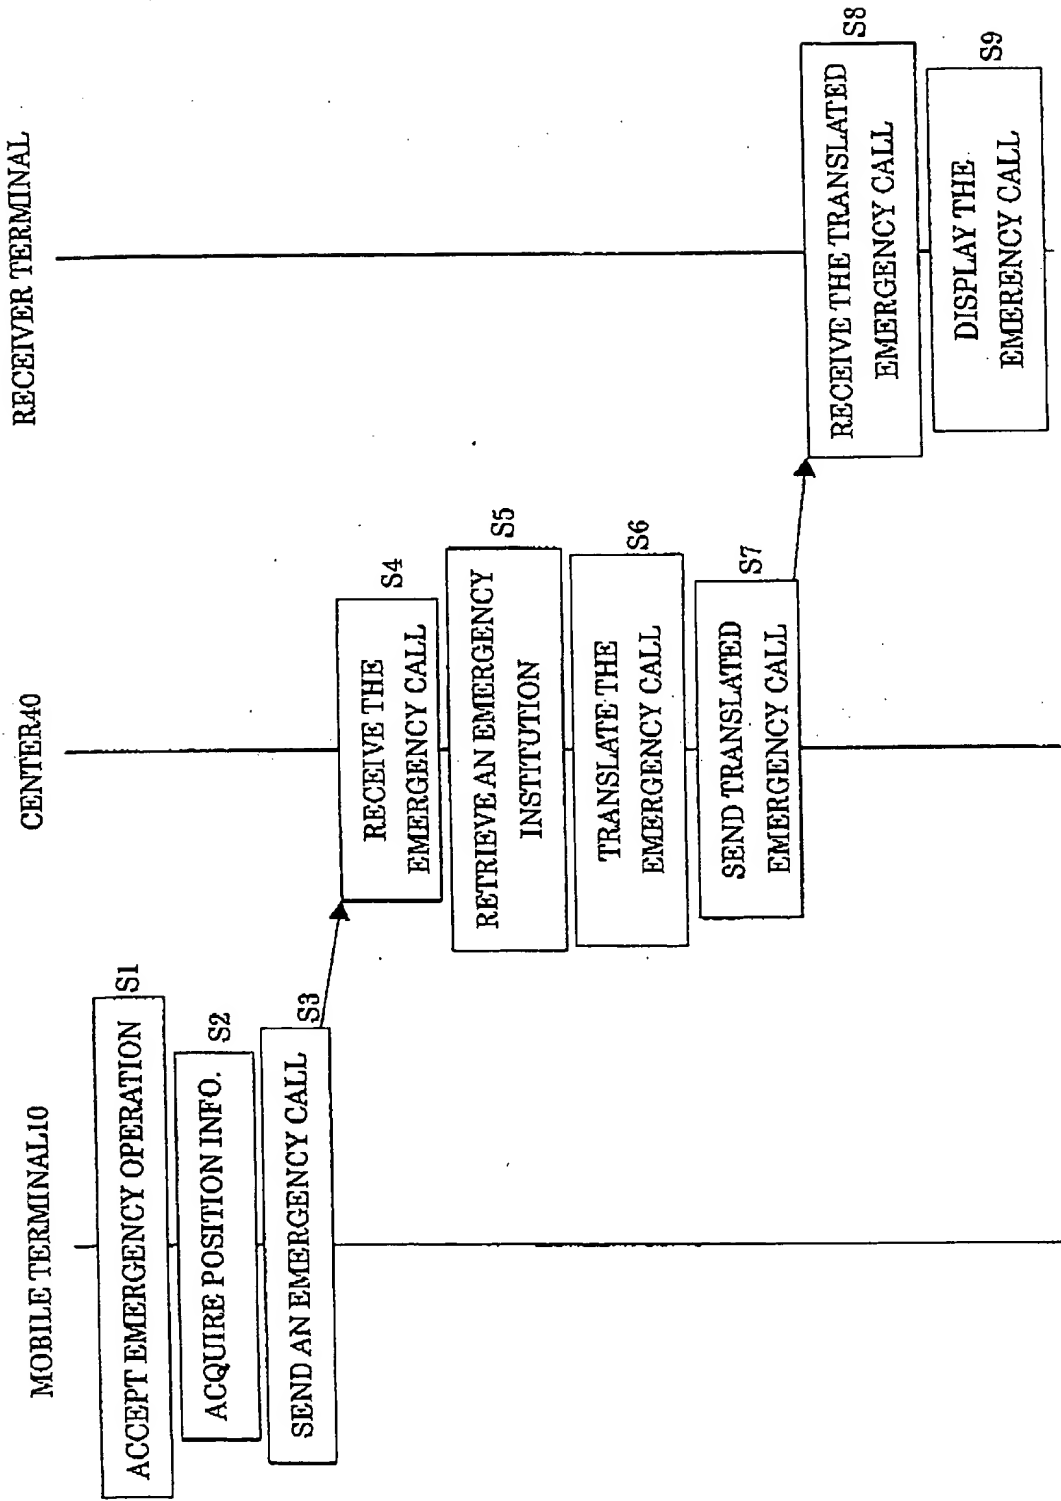 MOBILE TERMINAL10
CENTER40
RECEIVER TERMINAL
ACCEPT EMERGENCY OPERATION
S1
ACQUIRE POSITION INFO.
S2
SEND AN EMERGENCY CALL
S3
RECEIVE THE
EMERGENCY CALL
S4
RETRIEVE AN EMERGENCY
INSTITUTION
S5
TRANSLATE THE
EMERGENCY CALL
S6
SEND TRANSLATED
EMERGENCY CALL
S7
RECEIVE THE TRANSLATED
EMERGENCY CALL
S8
DISPLAY THE
EMERENCY CALL
S9